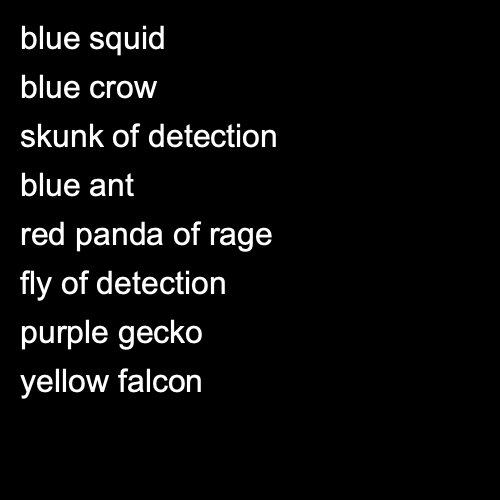 blue squid
blue crow
skunk of detection
blue ant
red panda of rage
fly of detection
purple gecko
yellow falcon